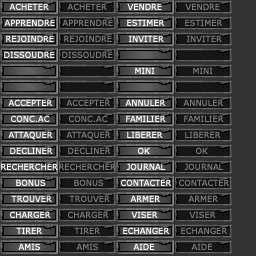 ACHETER ACHETER VENDRE VENDRE
APPRENDRE APPRENDRE ESTIMER ESTIMER
REJOINDRE REJOINDRE INVITER INVITER
DISSOUDRE DISSOUDRE
MINI MINI
ACCEPTER ACCEPTER ANNULER ANNULER
CONC.AC CONC.AC FAMILIER FAMILIER
ATTAQUER ATTAQUER LIBERER LIBERER
DECLINER DECLINER OK OK
RECHERCHER RECHERCHER JOURNAL JOURNAL
BONUS BONUS CONTACTER CONTACTER
TROUVER TROUVER ARMER ARMER
CHARGER CHARGER VISER VISER
TIRER TIRER ECHANGER ECHANGER
AMIS AMIS AIDE AIDE